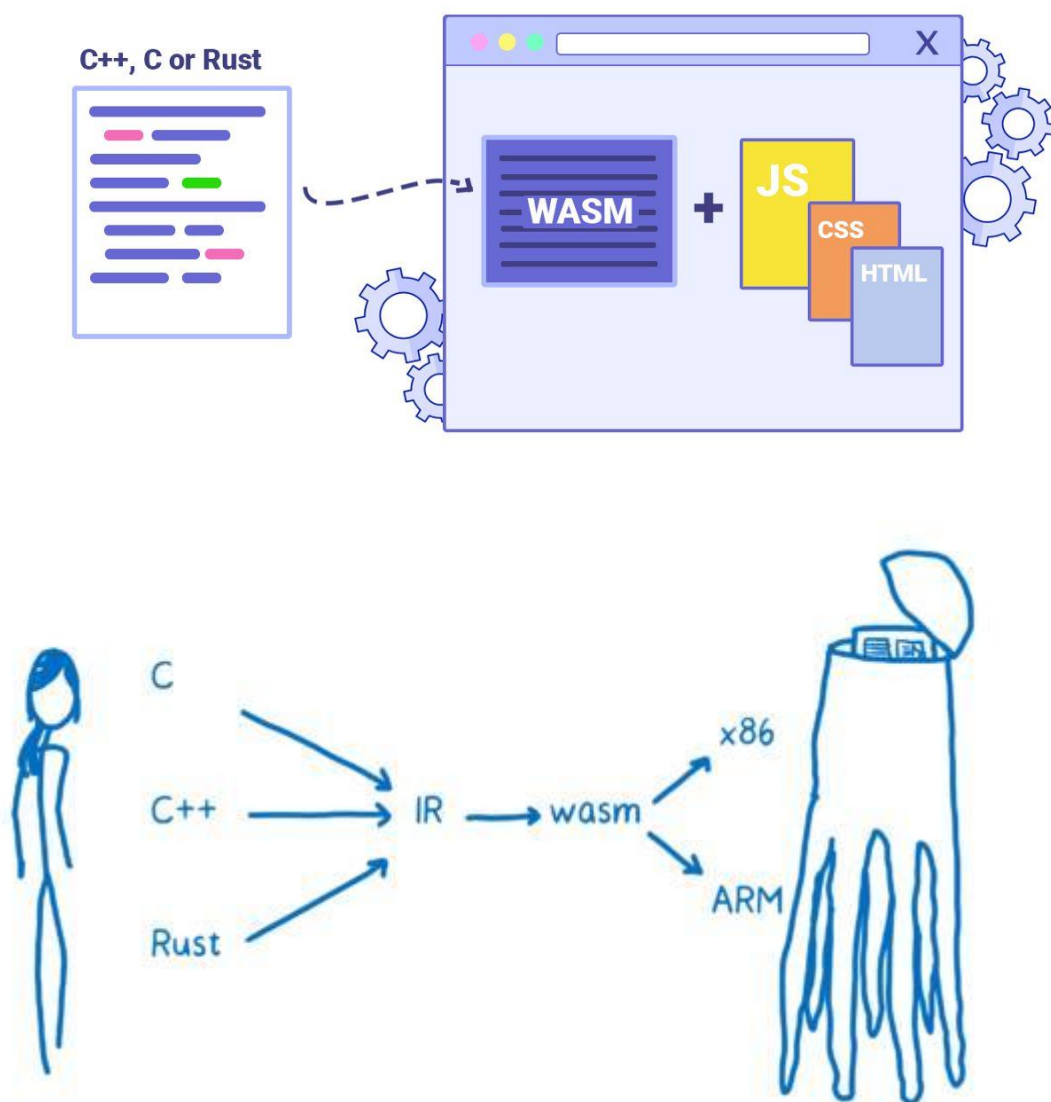 C++, C or Rust
X
WASM
+
JS
CSS
HTML
C
x86
C++
IR
wasm
ARM
Rust